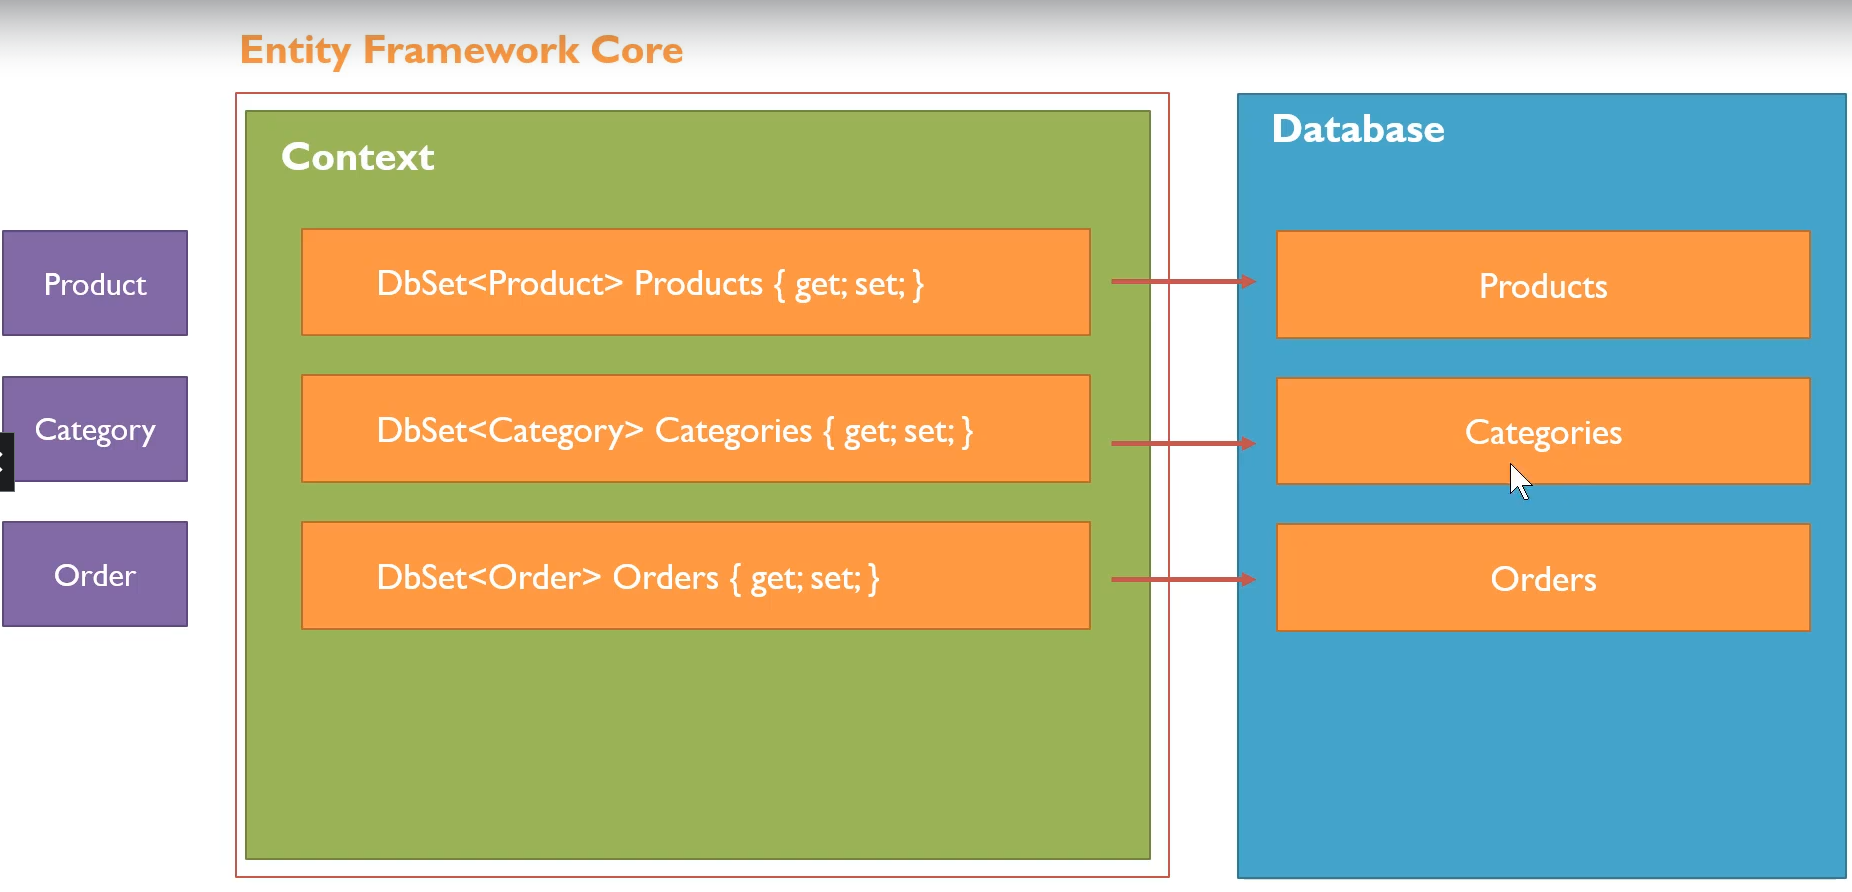 Entity Framework Core
Context
Database
Product
DbSet<Product> Products { get; set; }
Products
Category
DbSet<Category> Categories { get; set; }
Categories
Order
DbSet<Order> Orders { get; set; }
Orders